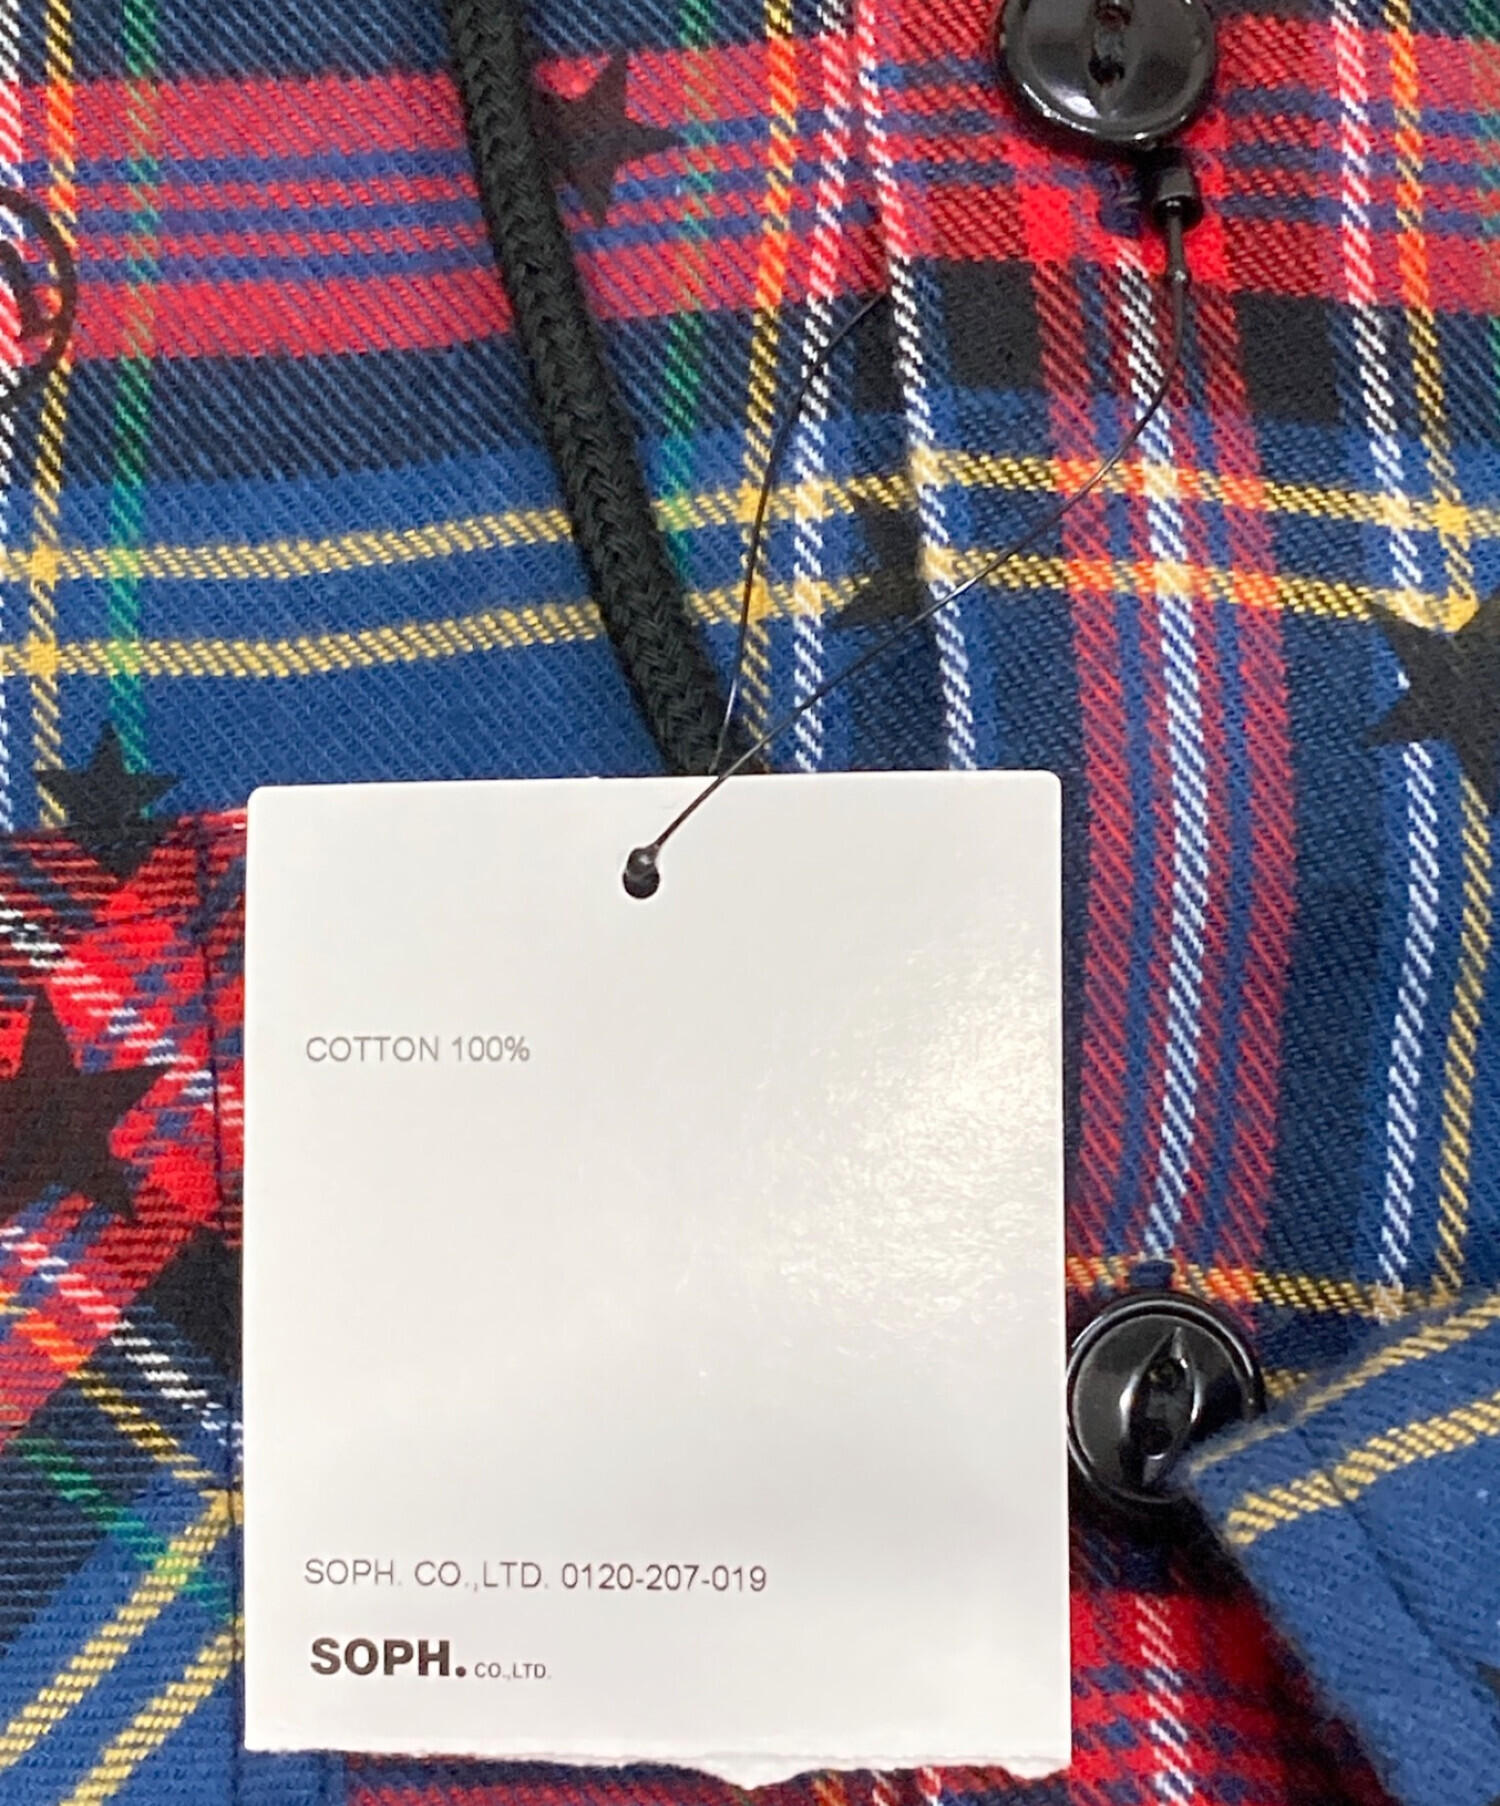 COTTON 100%
SOPH. CO.,LTD. 0120-207-019
SOPH. CO.,LTD.